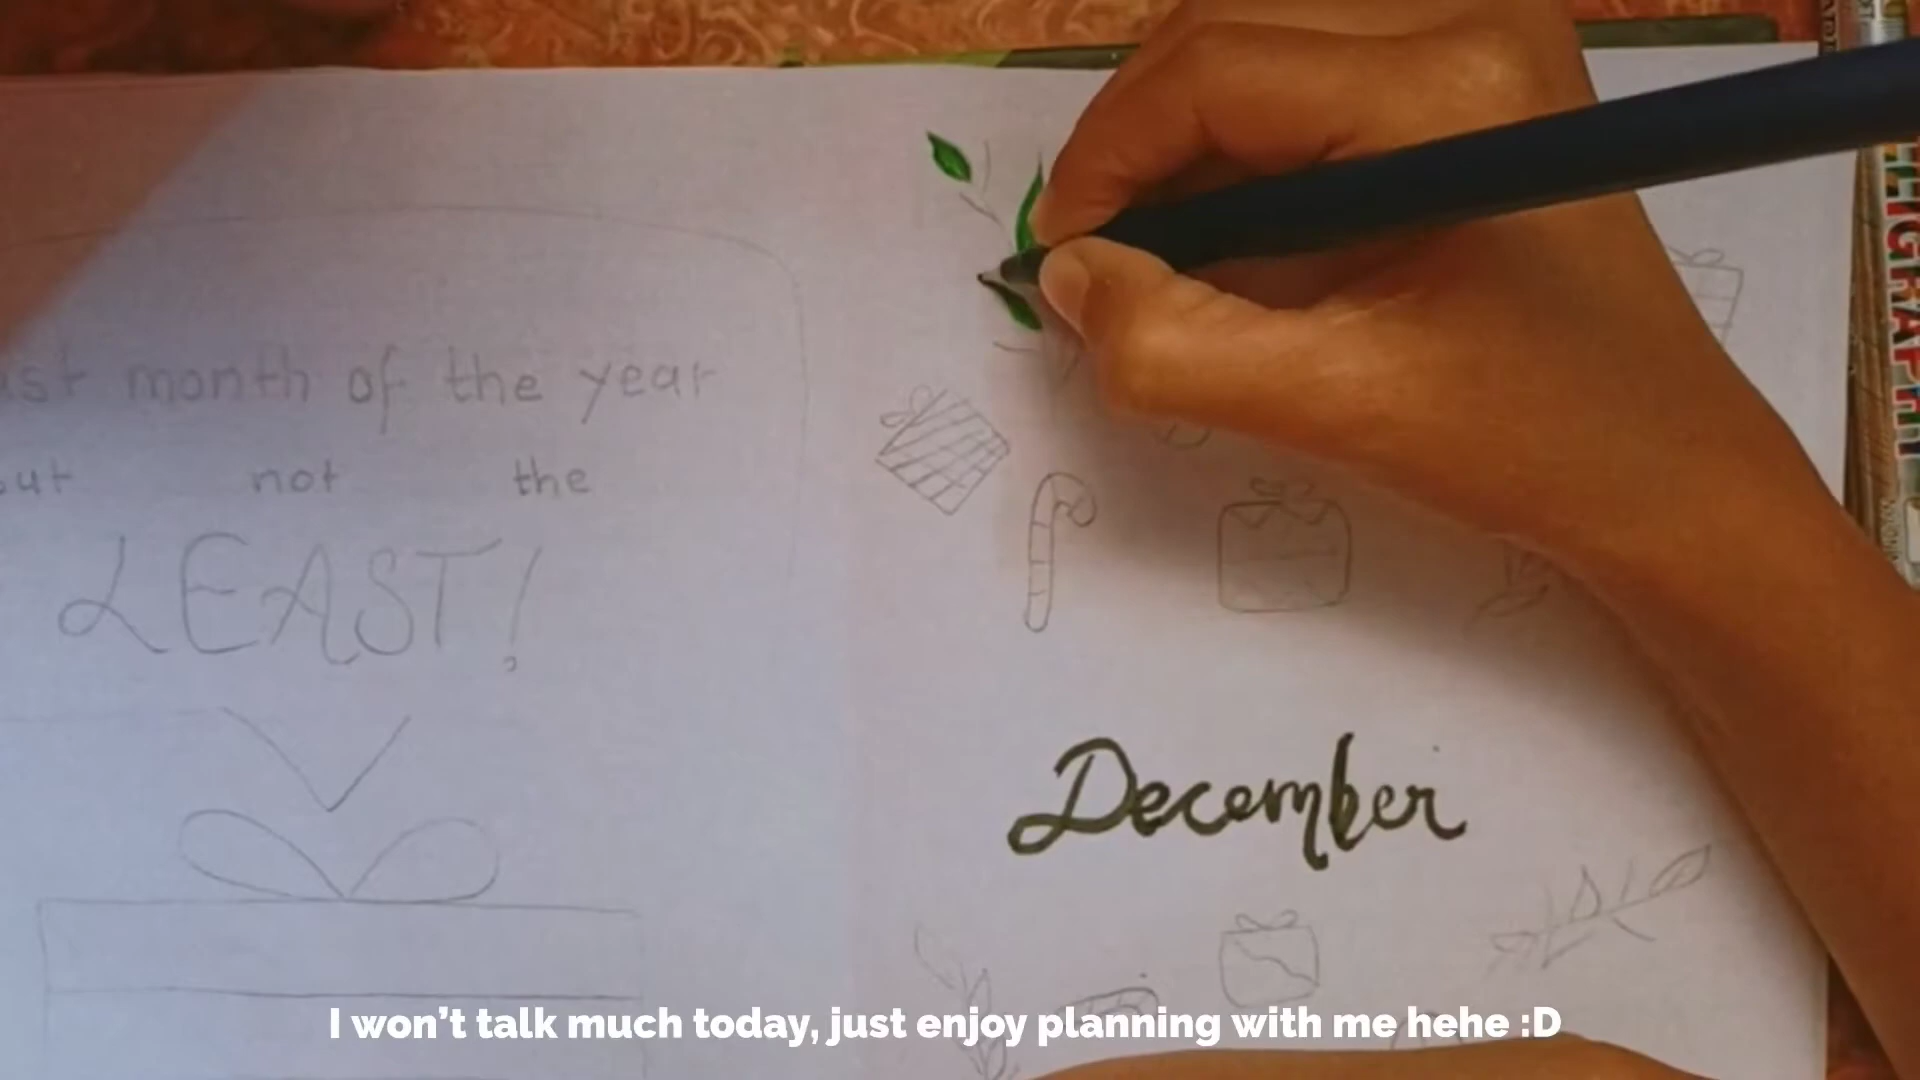 month of the year
not the
LEAST!
December
I won’t talk much today, just enjoy planning with me hehe :D